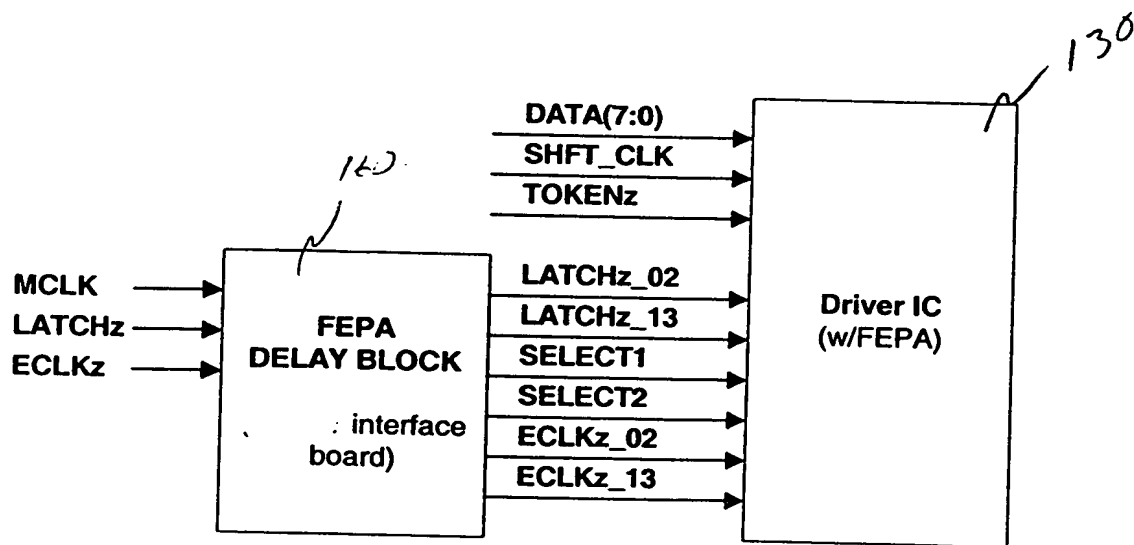 130
DATA(7:0)
SHFT_CLK
TOKENz
MCLK
LATCHz
ECLKz
FEPA
DELAY BLOCK
interface
board)
LATCHz_02
LATCHz_13
SELECT1
SELECT2
ECLKz_02
ECLKz_13
Driver IC
(w/FEPA)